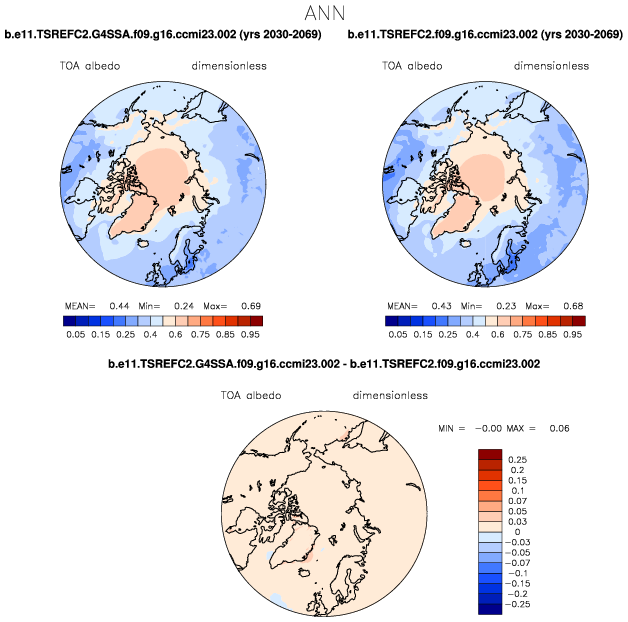 ANN
b.e11.TSREFC2.G4SSA.f09.g16.ccmi23.002 (yrs 2030-2069)
b.e11.TSREFC2.f09.g16.ccmi23.002 (yrs 2030-2069)
TOA albedo dimensionless
TOA albedo dimensionless
MEAN= 0.44 Min= 0.24 Max= 0.69
MEAN= 0.43 Min= 0.23 Max= 0.68
0.05 0.15 0.25 0.4 0.6 0.75 0.85 0.95
0.05 0.15 0.25 0.4 0.6 0.75 0.85 0.95
b.e11.TSREFC2.G4SSA.f09.g16.ccmi23.002 - b.e11.TSREFC2.f09.g16.ccmi23.002
TOA albedo dimensionless
MIN = -0.00 MAX = 0.06
0.25
0.2
0.15
0.1
0.07
0.05
0.03
0
-0.03
-0.05
-0.07
-0.1
-0.15
-0.2
-0.25